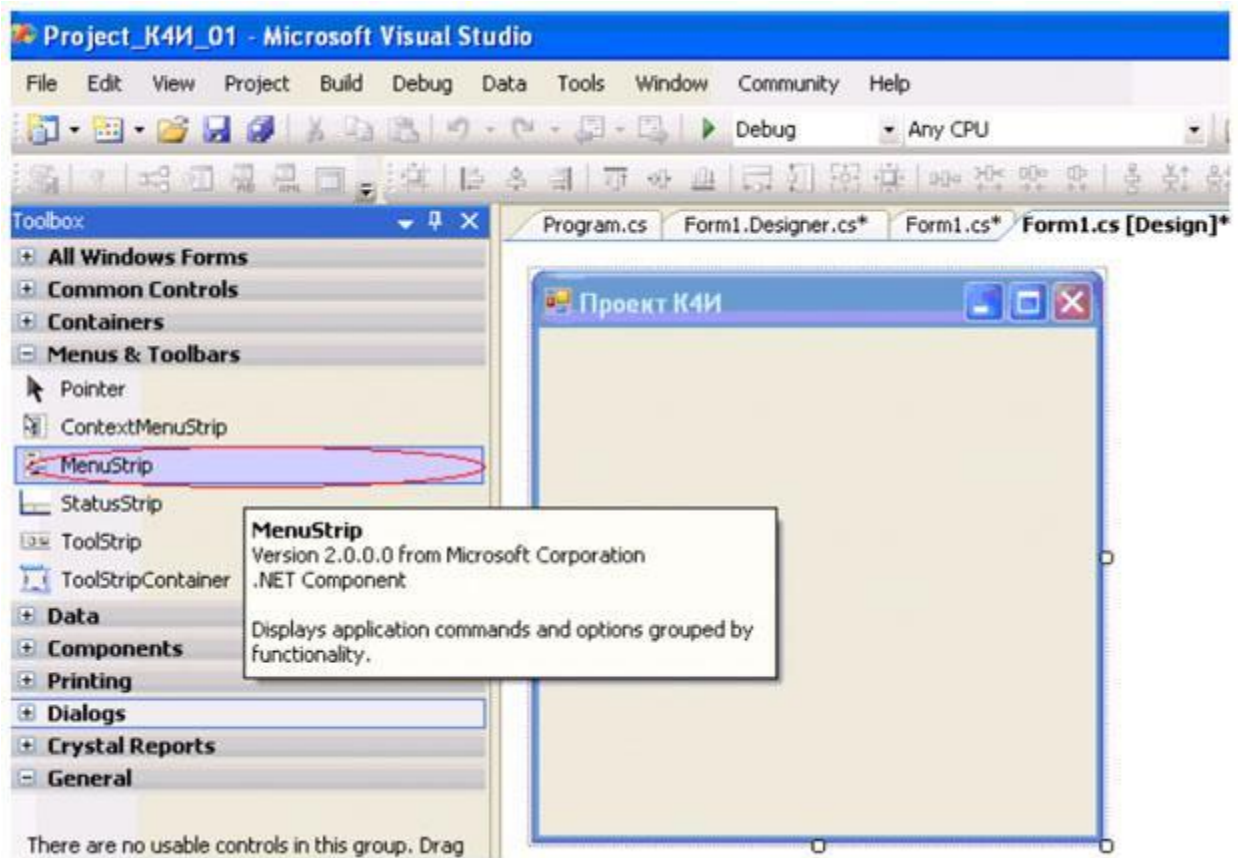 Project_К4И_01 - Microsoft Visual Studio
File Edit View Project Build Debug Data Tools Window Community Help
Debug Any CPU
Toolbox
Program.cs Form1.Designer.cs* Form1.cs* Form1.cs [Design]*
All Windows Forms
Common Controls
Containers
Menus & Toolbars
Pointer
ContextMenuStrip
MenuStrip
StatusStrip
ToolStrip
ToolStripContainer
Data
Components
Printing
Dialogs
Crystal Reports
General
There are no usable controls in this group. Drag
Проект К4И
MenuStrip
Version 2.0.0.0 from Microsoft Corporation
.NET Component
Displays application commands and options grouped by
functionality.